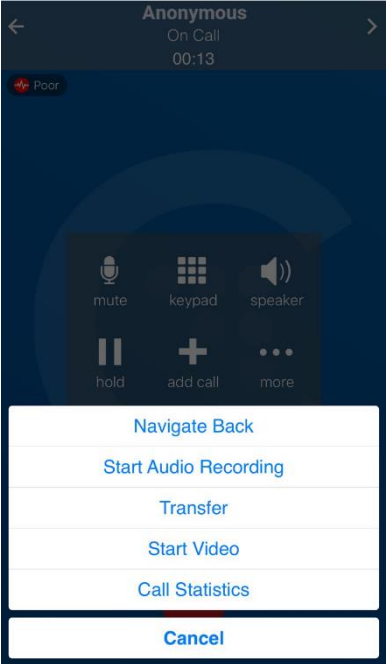 Anonymous
On Call
00:13
Poor
mute keypad speaker
hold add call more
Navigate Back
Start Audio Recording
Transfer
Start Video
Call Statistics
Cancel